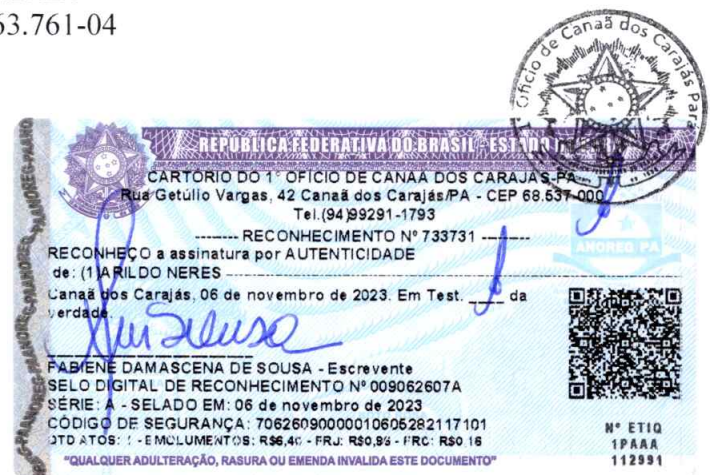 63.761-04
Ofício de Canaã dos Carajás Pará
REPÚBLICA FEDERATIVA DO BRASIL - ESTADO
CARTÓRIO DO 1º OFÍCIO DE CANAÃ DOS CARAJÁS-PA
Rua Getúlio Vargas, 42 Canaã dos Carajás/PA - CEP 68.537-000
Tel.(94)99291-1793
------- RECONHECIMENTO Nº 733731 -------
ANOREG PA
RECONHEÇO a assinatura por AUTENTICIDADE
de: (1)ARILDO NERES
Canaã dos Carajás, 06 de novembro de 2023. Em Test. ____ da
verdade.
FABIENE DAMASCENA DE SOUSA - Escrevente
SELO DIGITAL DE RECONHECIMENTO Nº 009062607A
SÉRIE: A - SELADO EM: 06 de novembro de 2023
CÓDIGO DE SEGURANÇA: 7062609000001060528211​7101
QTD ATOS: 1 - EMOLUMENTOS: R$6,40 - FRJ: R$0,96 - FRC: R$0,16
"QUALQUER ADULTERAÇÃO, RASURA OU EMENDA INVALIDA ESTE DOCUMENTO"
Nº ETIQ
1PAAA
112991